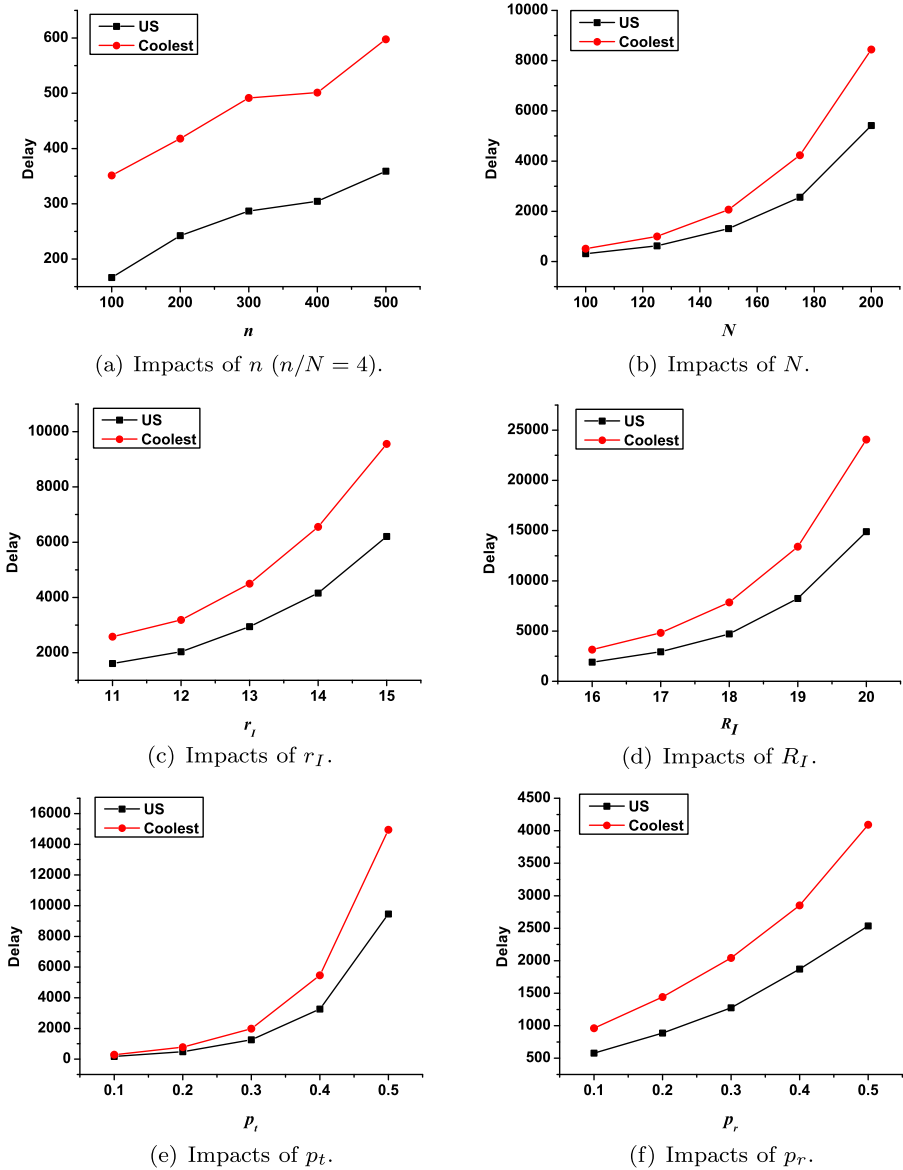 US
Coolest
600
500
400
300
200
Delay
100 200 300 400 500
n
(a) Impacts of n (n/N = 4).
US
Coolest
10000
8000
6000
4000
2000
0
Delay
100 120 140 160 180 200
N
(b) Impacts of N.
US
Coolest
10000
8000
6000
4000
2000
Delay
11 12 13 14 15
r_I
(c) Impacts of r_I.
US
Coolest
25000
20000
15000
10000
5000
0
Delay
16 17 18 19 20
R_I
(d) Impacts of R_I.
US
Coolest
16000
14000
12000
10000
8000
6000
4000
2000
0
Delay
0.1 0.2 0.3 0.4 0.5
p_t
(e) Impacts of p_t.
US
Coolest
4500
4000
3500
3000
2500
2000
1500
1000
500
Delay
0.1 0.2 0.3 0.4 0.5
p_r
(f) Impacts of p_r.